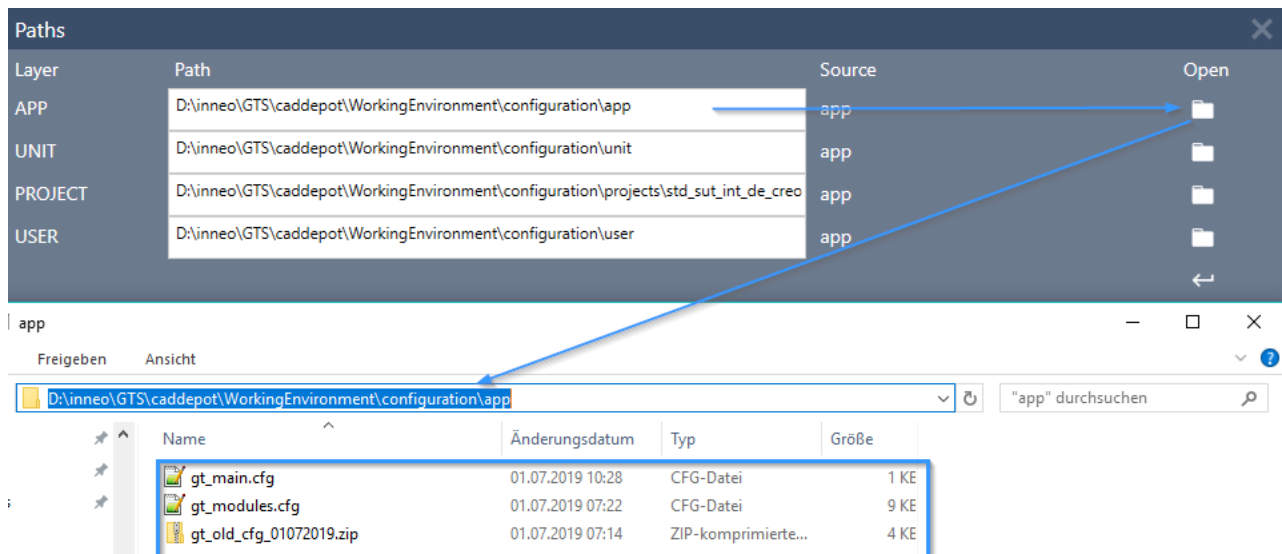 Paths
Layer Path Source Open
APP D:\inneo\GTS\caddepot\WorkingEnvironment\configuration\app app
UNIT D:\inneo\GTS\caddepot\WorkingEnvironment\configuration\unit app
PROJECT D:\inneo\GTS\caddepot\WorkingEnvironment\configuration\projects\std_sut_int_de_creo app
USER D:\inneo\GTS\caddepot\WorkingEnvironment\configuration\user app
app
Freigeben Ansicht
D:\inneo\GTS\caddepot\WorkingEnvironment\configuration\app "app" durchsuchen
Name Änderungsdatum Typ Größe
gt_main.cfg 01.07.2019 10:28 CFG-Datei 1 KB
gt_modules.cfg 01.07.2019 07:22 CFG-Datei 9 KB
gt_old_cfg_01072019.zip 01.07.2019 07:14 ZIP-komprimierte... 4 KB